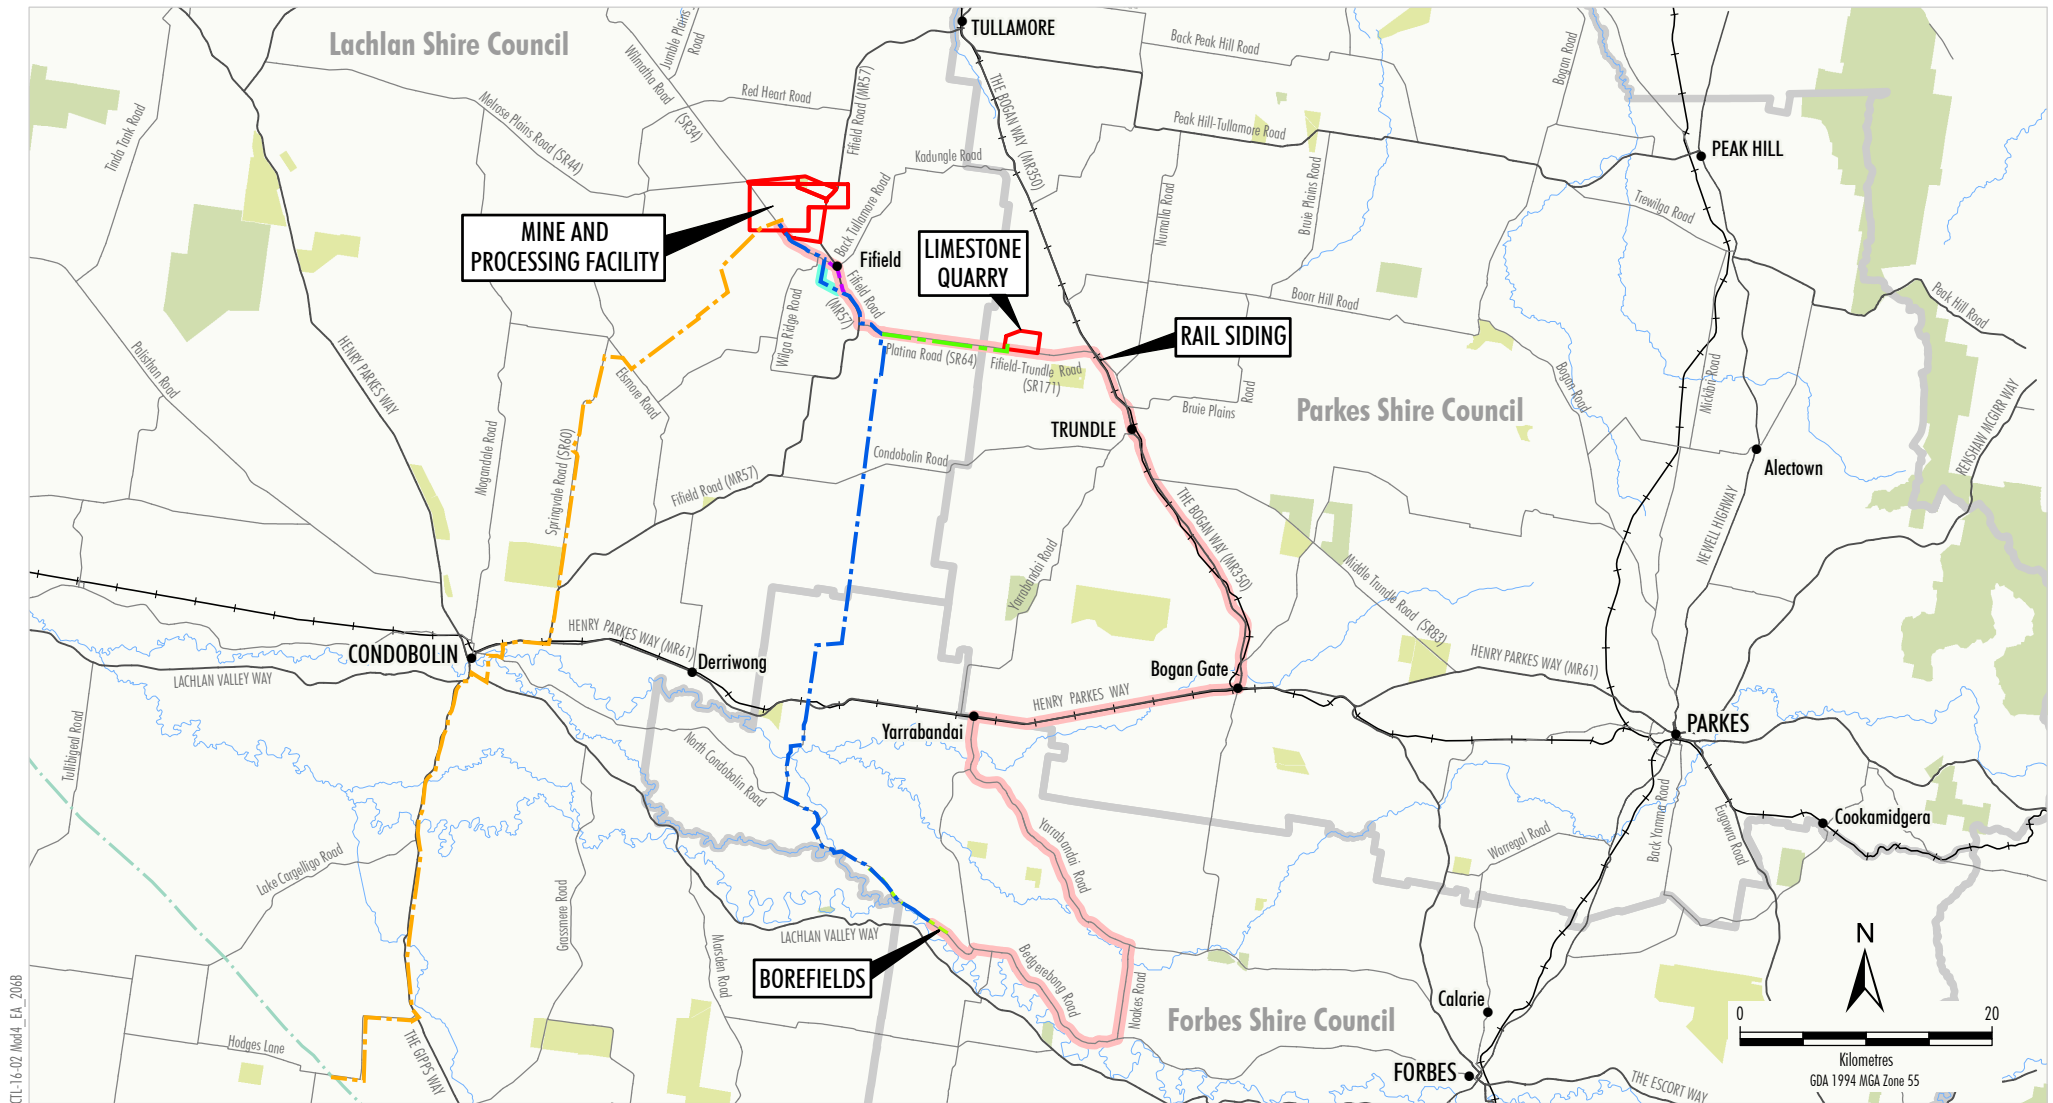 Lachlan Shire Council
TULLAMORE
Jumble Plains
Road
Wilmatha Road
(SR34)
Red Heart Road
Fifield Road (MR57)
THE BOGAN WAY (MR350)
Back Peak Hill Road
Bogan Road
Tinda Tank Road
Melrose Plains Road (SR44)
Peak Hill-Tullamore Road
PEAK HILL
Kadungle Road
Back Tullamore Road
Numalla Road
Bruie Plains Road
Trewilga Road
MINE AND
PROCESSING FACILITY
Fifield
LIMESTONE
QUARRY
Fifield Road
(MR57)
Wilga Ridge Road
Boorr Hill Road
Peak Hill Road
RAIL SIDING
Platina Road (SR64)
Fifield-Trundle Road
(SR171)
HENRY PARKES WAY
Palisthan Road
Elsmore Road
Bruie Plains
Road
Bogan Road
Mickibri Road
Parkes Shire Council
RENSHAW MCGIRR WAY
TRUNDLE
Mogandale Road
Springvale Road (SR60)
Condobolin Road
Fifield Road (MR57)
Alectown
THE BOGAN WAY (MR350)
NEWELL HIGHWAY
Yarrabandai Road
Middle Trundle Road (SR83)
HENRY PARKES WAY (MR61)
CONDOBOLIN
LACHLAN VALLEY WAY
Derriwong
Bogan Gate
HENRY PARKES WAY (MR61)
HENRY PARKES WAY
Yarrabandai
PARKES
Tullibigeal Road
North Condobolin Road
Yarrabandai Road
Back Yamma Road
Eugowra Road
Cookamidgera
Warregal Road
Lake Cargelligo Road
Grassmere Road
Marsden Road
LACHLAN VALLEY WAY
BOREFIELDS
Bedgerebong Road
Noakes Road
Forbes Shire Council
Calarie
FORBES
THE ESCORT WAY
Hodges Lane
THE GIPPS WAY
N
0 20
Kilometres
GDA 1994 MGA Zone 55
CTL-16-02 Mod4_EA_206B